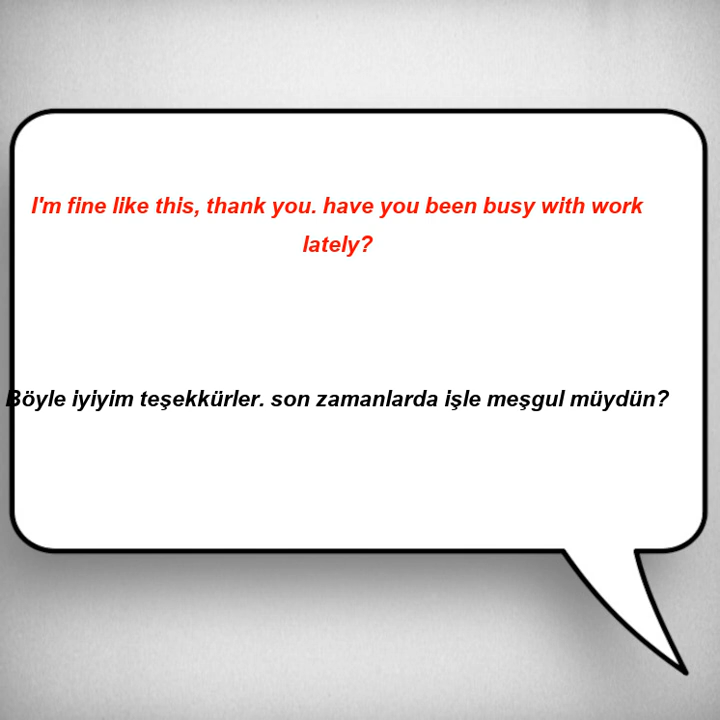 I'm fine like this, thank you. have you been busy with work
lately?
Böyle iyiyim teşekkürler. son zamanlarda işle meşgul müydün?